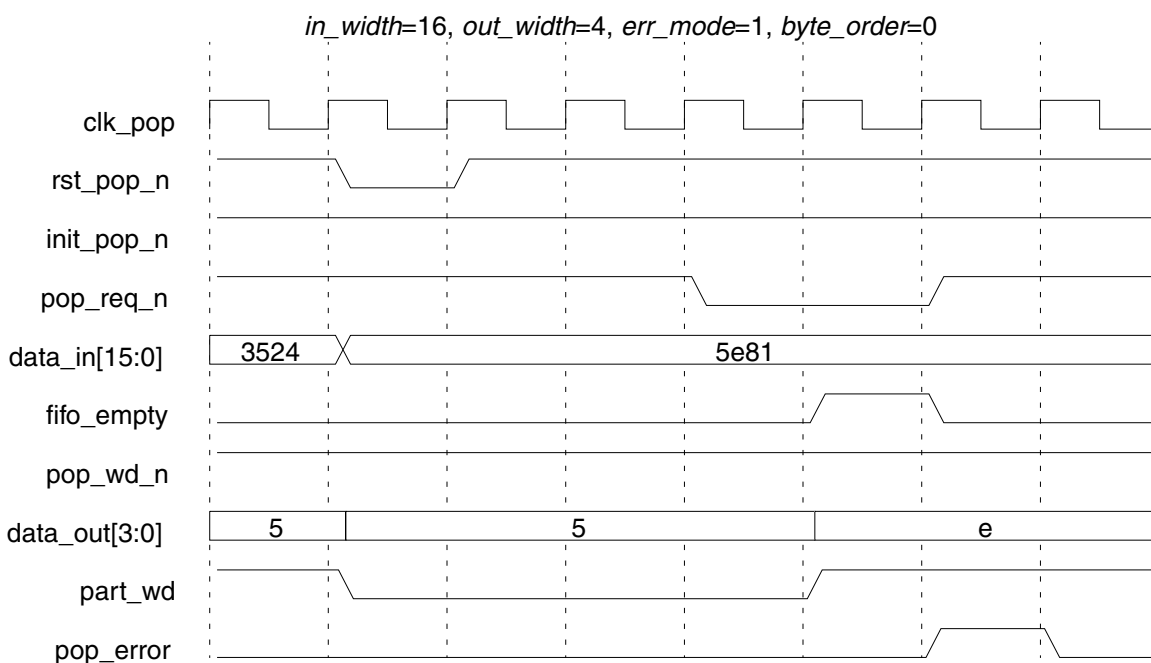 in_width=16, out_width=4, err_mode=1, byte_order=0
clk_pop
rst_pop_n
init_pop_n
pop_req_n
data_in[15:0] 3524 5e81
fifo_empty
pop_wd_n
data_out[3:0] 5 5 e
part_wd
pop_error